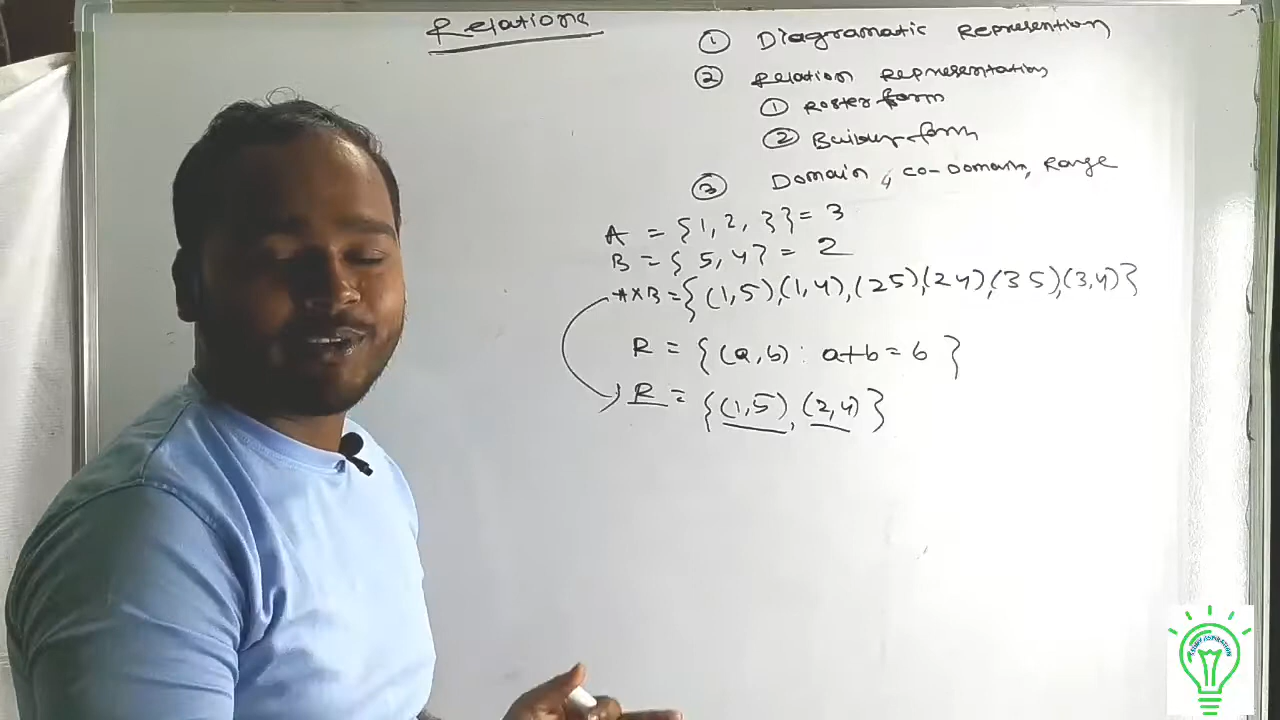 Relations
① Diagramatic Represention
② Relation Representation
① Roster form
② Builder form
③ Domain, co-Domain, Range
A = {1, 2, 3} = 3
B = {5, 4} = 2
A×B = {(1,5),(1,4),(2 5),(2 4),(3 5),(3,4)}
R = {(a,b) : a+b = 6}
R = {(1,5), (2,4)}